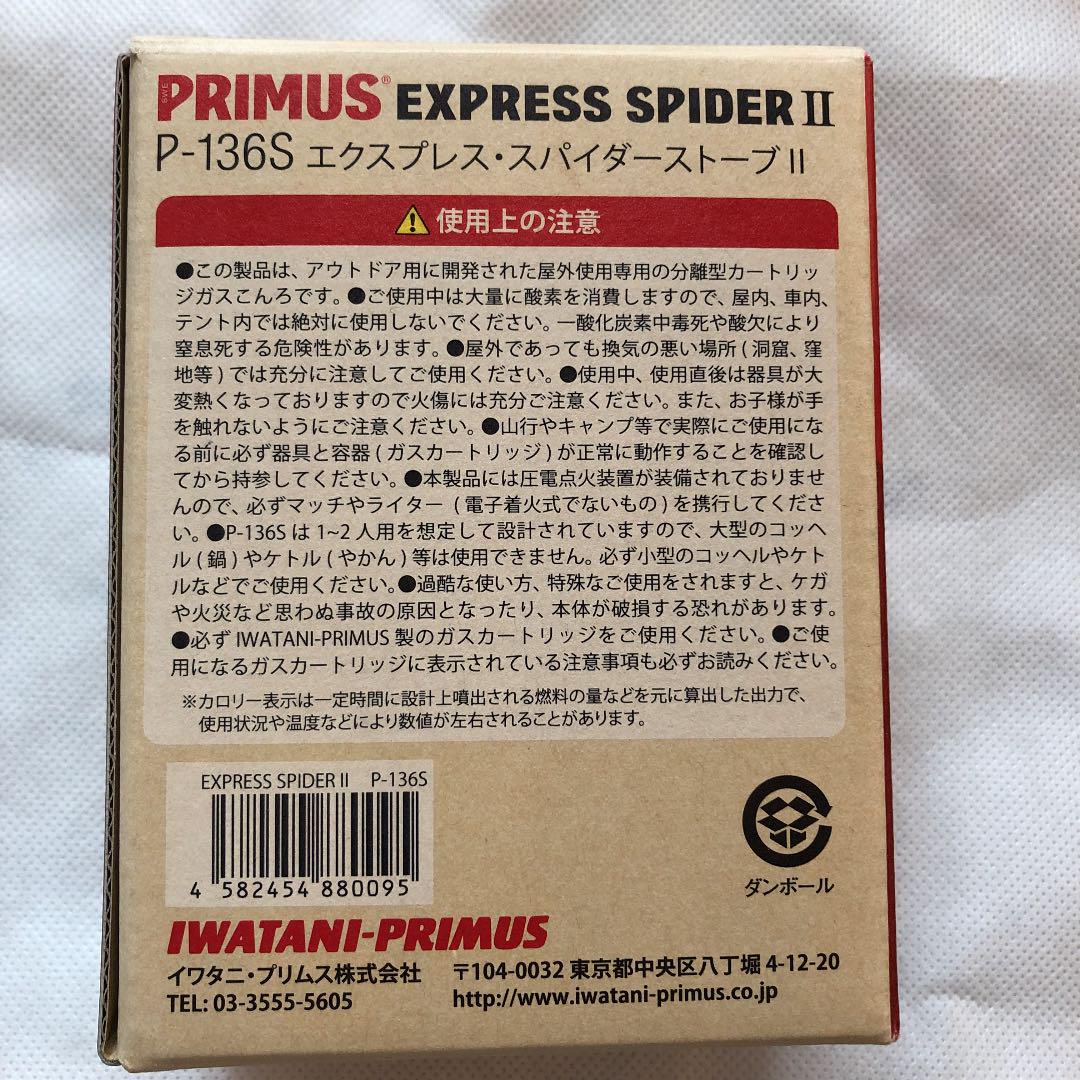 SWE PRIMUS® EXPRESS SPIDER II
P-136S エクスプレス・スパイダーストーブ II
使用上の注意
●この製品は、アウトドア用に開発された屋外使用専用の分離型カートリッ
ジガスこんろです。●ご使用中は大量に酸素を消費しますので、屋内、車内、
テント内では絶対に使用しないでください。一酸化炭素中毒死や酸欠により
窒息死する危険性があります。●屋外であっても換気の悪い場所(洞窟、窪
地等)では充分に注意してご使用ください。●使用中、使用直後は器具が大
変熱くなっておりますので火傷には充分ご注意ください。また、お子様が手
を触れないようにご注意ください。●山行やキャンプ等で実際にご使用にな
る前に必ず器具と容器(ガスカートリッジ)が正常に動作することを確認し
てから持参してください。●本製品には圧電点火装置が装備されておりませ
んので、必ずマッチやライター (電子着火式でないもの)を携行してくださ
い。●P-136S は 1~2 人用を想定して設計されていますので、大型のコッヘ
ル(鍋)やケトル(やかん)等は使用できません。必ず小型のコッヘルやケト
ルなどでご使用ください。●過酷な使い方、特殊なご使用をされますと、ケガ
や火災など思わぬ事故の原因となったり、本体が破損する恐れがあります。
●必ず IWATANI-PRIMUS 製のガスカートリッジをご使用ください。●ご使
用になるガスカートリッジに表示されている注意事項も必ずお読みください。
※カロリー表示は一定時間に設計上噴出される燃料の量などを元に算出した出力で、
使用状況や温度などにより数値が左右されることがあります。
EXPRESS SPIDER II P-136S
4 582454 880095
ダンボール
IWATANI-PRIMUS
イワタニ・プリムス株式会社 〒104-0032 東京都中央区八丁堀 4-12-20
TEL: 03-3555-5605 http://www.iwatani-primus.co.jp